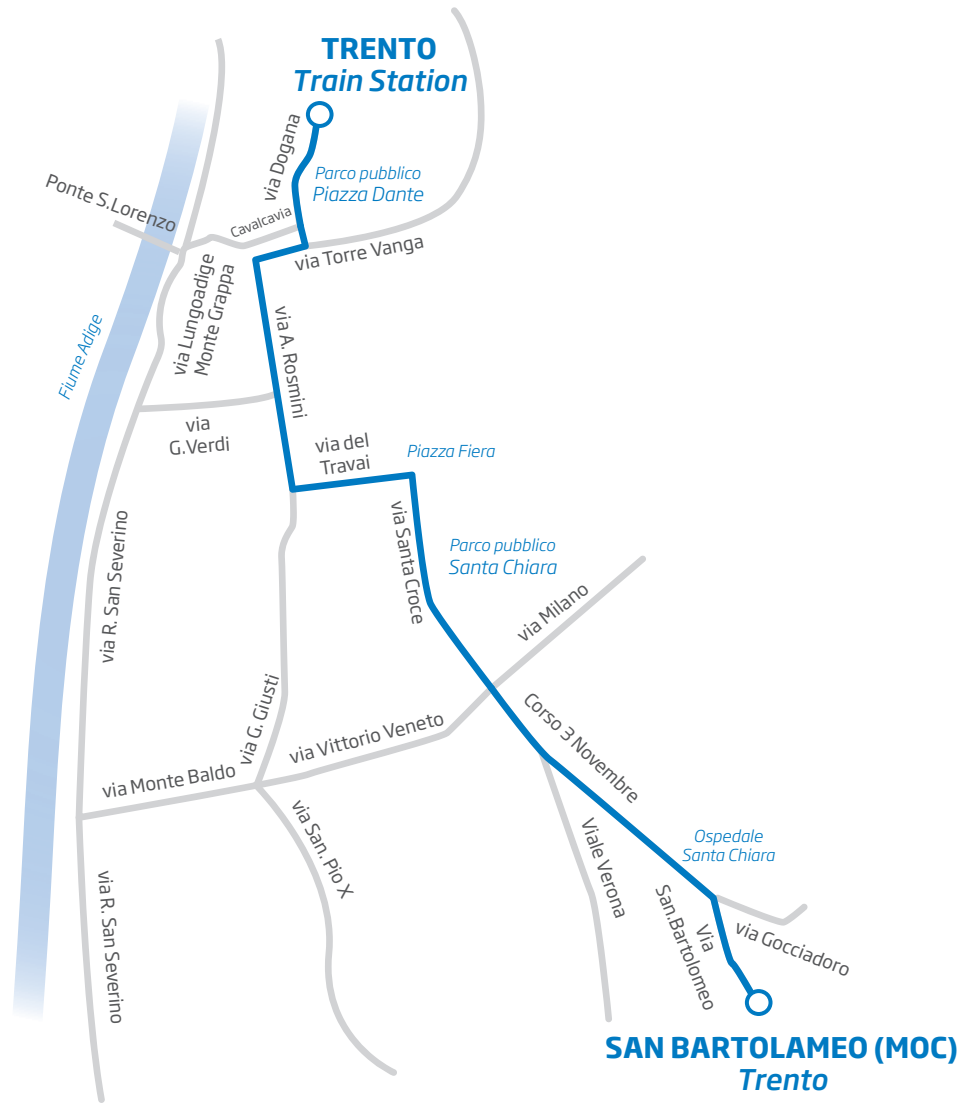 TRENTO
Train Station
via Dogana
Parco pubblico
Piazza Dante
Ponte S.Lorenzo
Cavalcavia
via Torre Vanga
via Lungoadige
Monte Grappa
Fiume Adige
via A. Rosmini
via
G.Verdi
via del
Travai
Piazza Fiera
via Santa Croce
Parco pubblico
Santa Chiara
via R. San Severino
via Milano
via G. Giusti
via Vittorio Veneto
Corso 3 Novembre
via Monte Baldo
via San. Pio X
Viale Verona
Ospedale
Santa Chiara
via R. San Severino
Via
San.Bartolomeo
via Gocciadoro
SAN BARTOLAMEO (MOC)
Trento